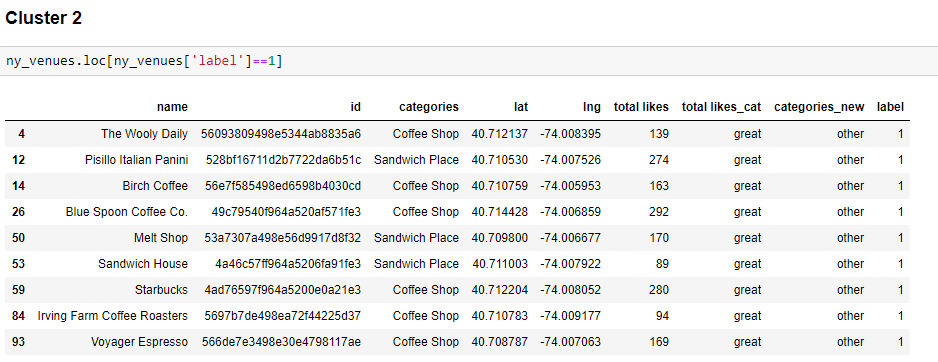 Cluster 2
ny_venues.loc[ny_venues['label']==1]
name id categories lat lng total likes total likes_cat categories_new label
4 The Wooly Daily 56093809498e5344ab8835a6 Coffee Shop 40.712137 -74.008395 139 great other 1
12 Pisillo Italian Panini 528bf16711d2b7722da6b51c Sandwich Place 40.710530 -74.007526 274 great other 1
14 Birch Coffee 56e7f585498ed6598b4030cd Coffee Shop 40.710759 -74.005953 163 great other 1
26 Blue Spoon Coffee Co. 49c79540f964a520af571fe3 Coffee Shop 40.714428 -74.006859 292 great other 1
50 Melt Shop 53a7307a498e56d9917d8f32 Sandwich Place 40.709800 -74.006677 170 great other 1
53 Sandwich House 4a46c57ff964a5206fa91fe3 Sandwich Place 40.711003 -74.007922 89 great other 1
59 Starbucks 4ad76597f964a5200e0a21e3 Coffee Shop 40.712204 -74.008052 280 great other 1
84 Irving Farm Coffee Roasters 5697b7de498ea72f44225d37 Coffee Shop 40.710783 -74.009177 94 great other 1
93 Voyager Espresso 566de7e3498e30e4798117ae Coffee Shop 40.708787 -74.007063 169 great other 1